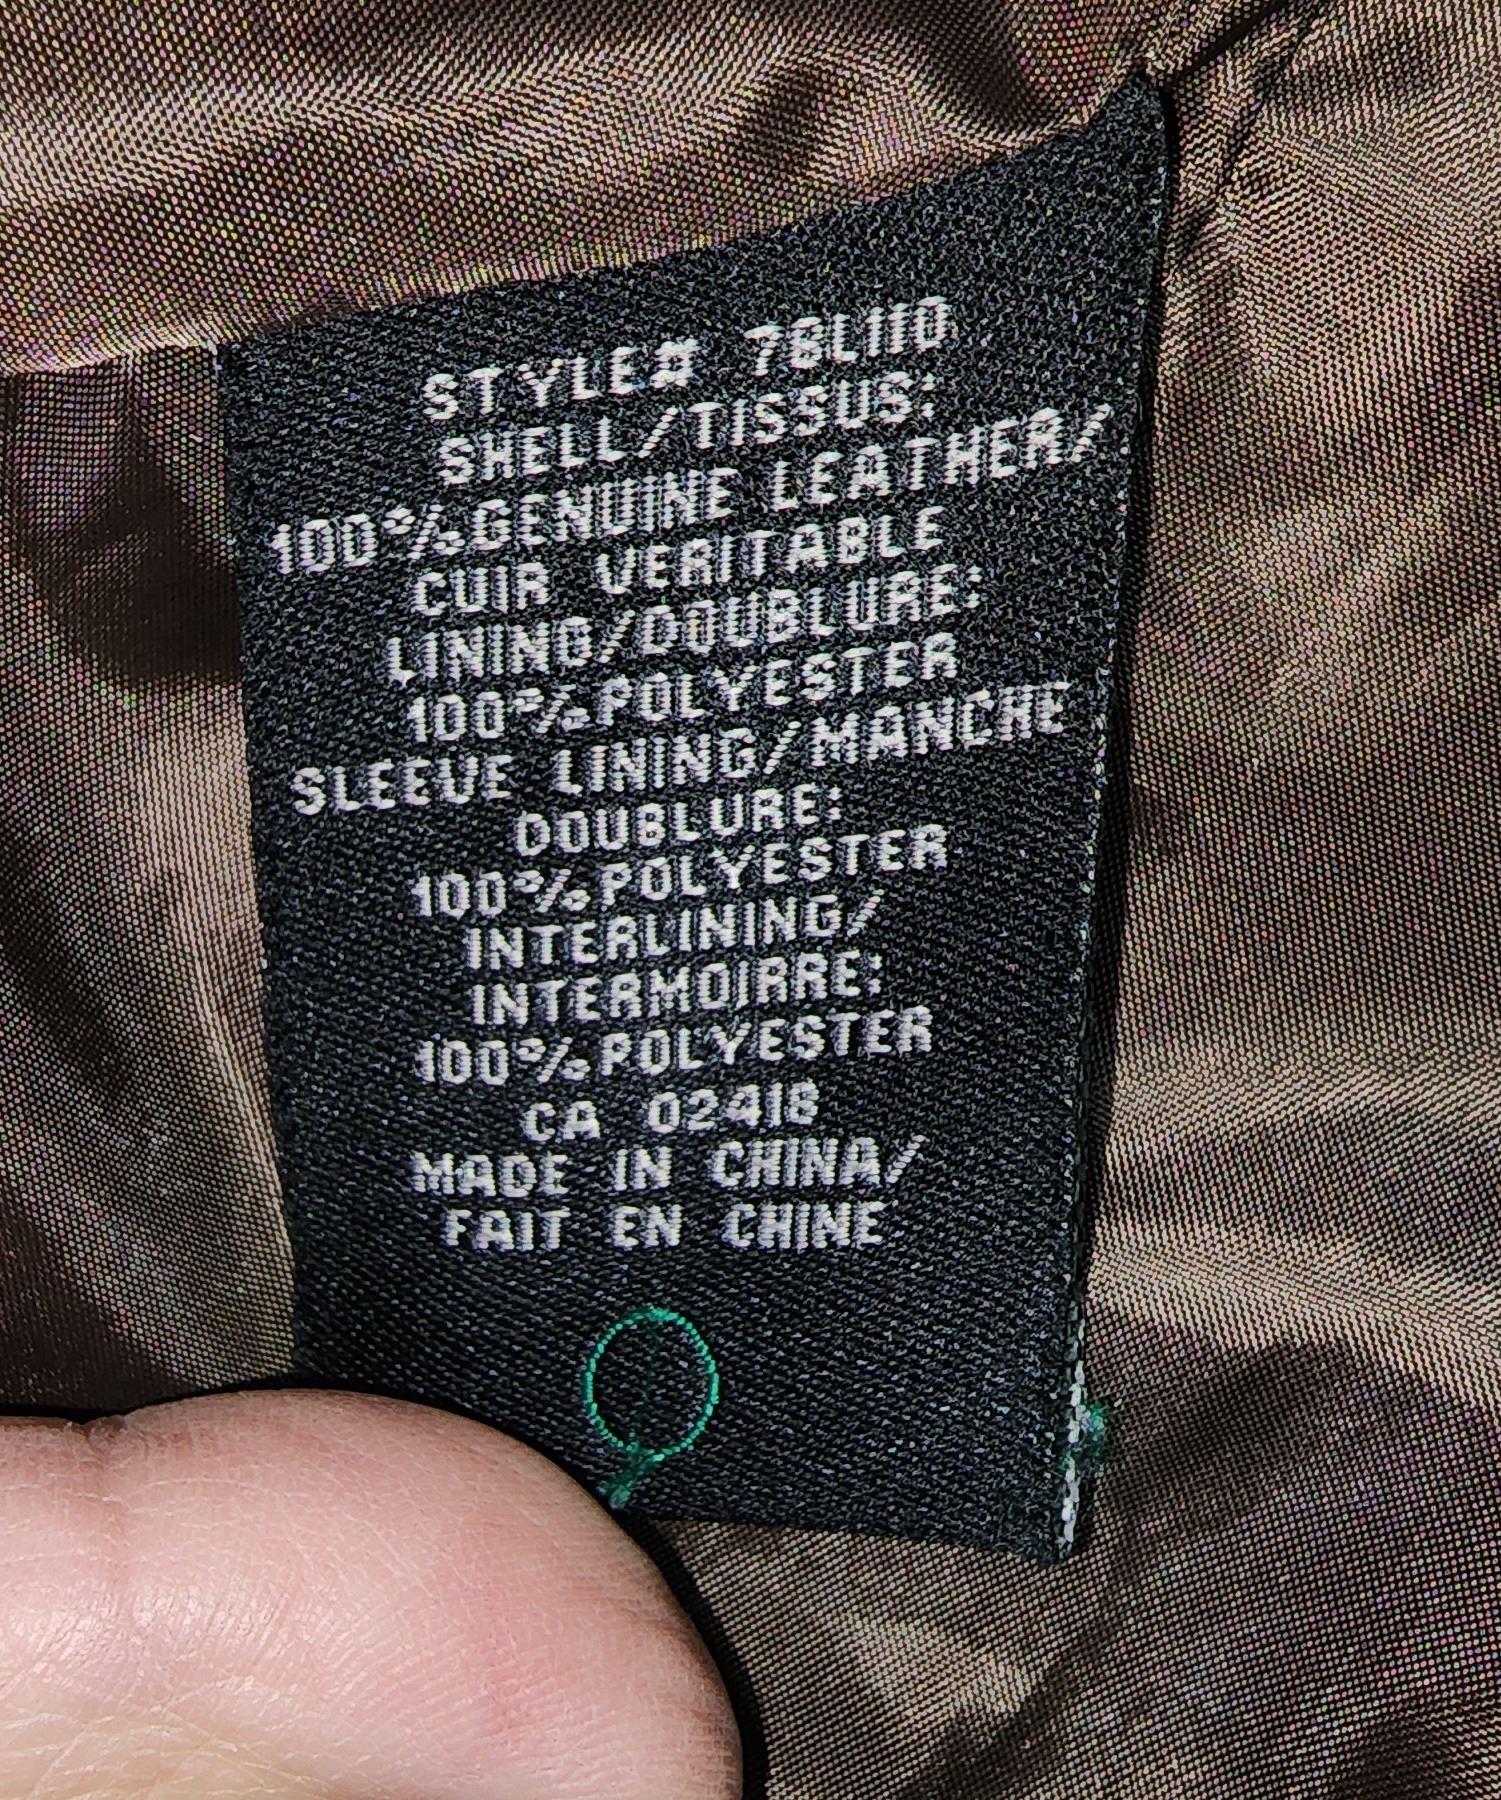 STYLE# 78L110
SHELL/TISSUS:
100%GENUINE LEATHER/
CUIR VERITABLE
LINING/DOUBLURE:
100%POLYESTER
SLEEVE LINING/MANCHE
DOUBLURE:
100%POLYESTER
INTERLINING/
INTERMOIRRE:
100%POLYESTER
CA 02418
MADE IN CHINA/
FAIT EN CHINE